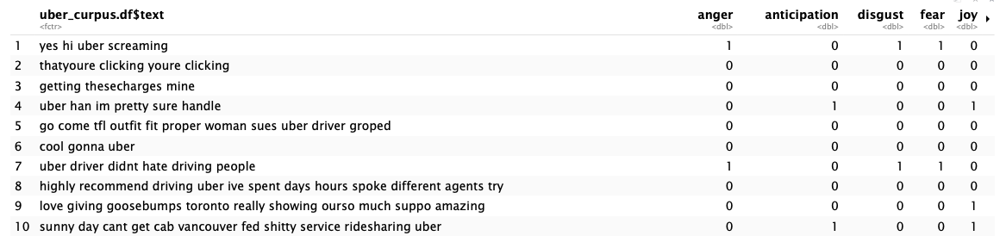 uber_curpus.df$text anger anticipation disgust fear joy
<fctr> <dbl> <dbl> <dbl> <dbl> <dbl>
1 yes hi uber screaming 1 0 1 1 0
2 thatyoure clicking youre clicking 0 0 0 0 0
3 getting thesecharges mine 0 0 0 0 0
4 uber han im pretty sure handle 0 1 0 0 1
5 go come tfl outfit fit proper woman sues uber driver groped 0 0 0 0 0
6 cool gonna uber 0 0 0 0 0
7 uber driver didnt hate driving people 1 0 1 1 0
8 highly recommend driving uber ive spent days hours spoke different agents try 0 0 0 0 0
9 love giving goosebumps toronto really showing ourso much suppo amazing 0 0 0 0 1
10 sunny day cant get cab vancouver fed shitty service ridesharing uber 0 1 0 0 1